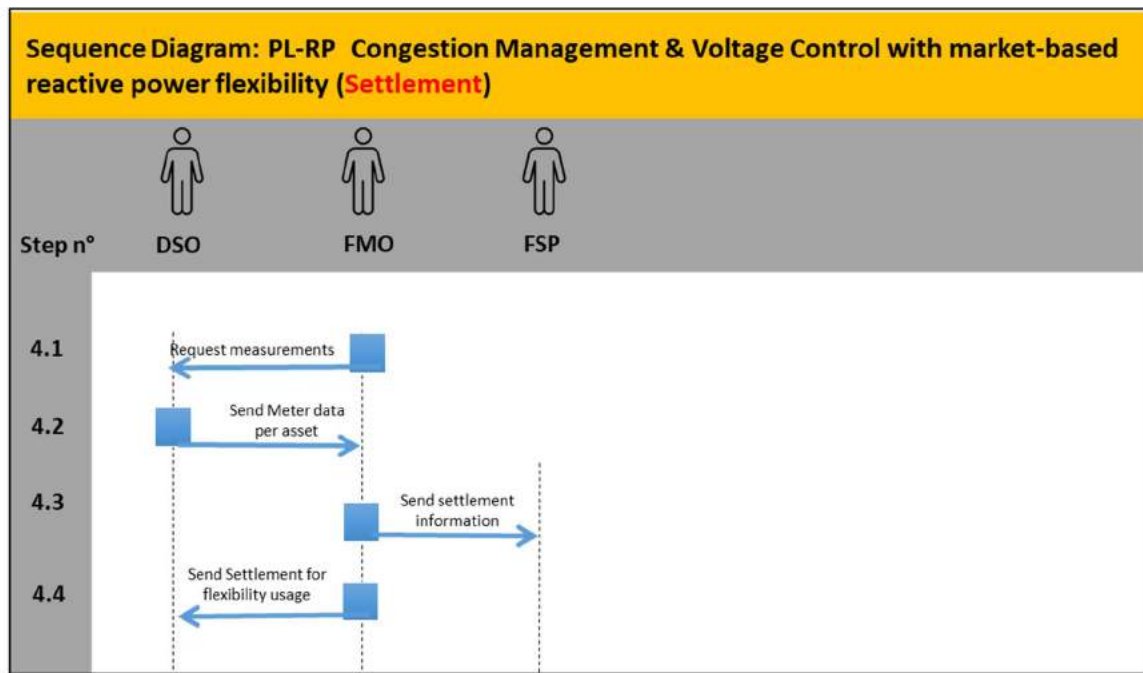 Sequence Diagram: PL-RP Congestion Management & Voltage Control with market-based
reactive power flexibility (Settlement)
Step n° DSO FMO FSP
4.1
Request measurements
4.2
Send Meter data
per asset
4.3
Send settlement
information
4.4
Send Settlement for
flexibility usage